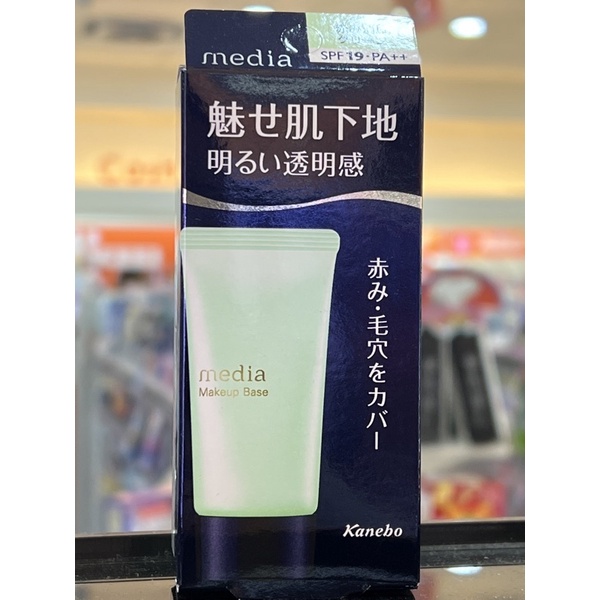 media
SPF19・PA++
魅せ肌下地
明るい透明感
赤み・毛穴をカバー
media
Makeup Base
Kanebo